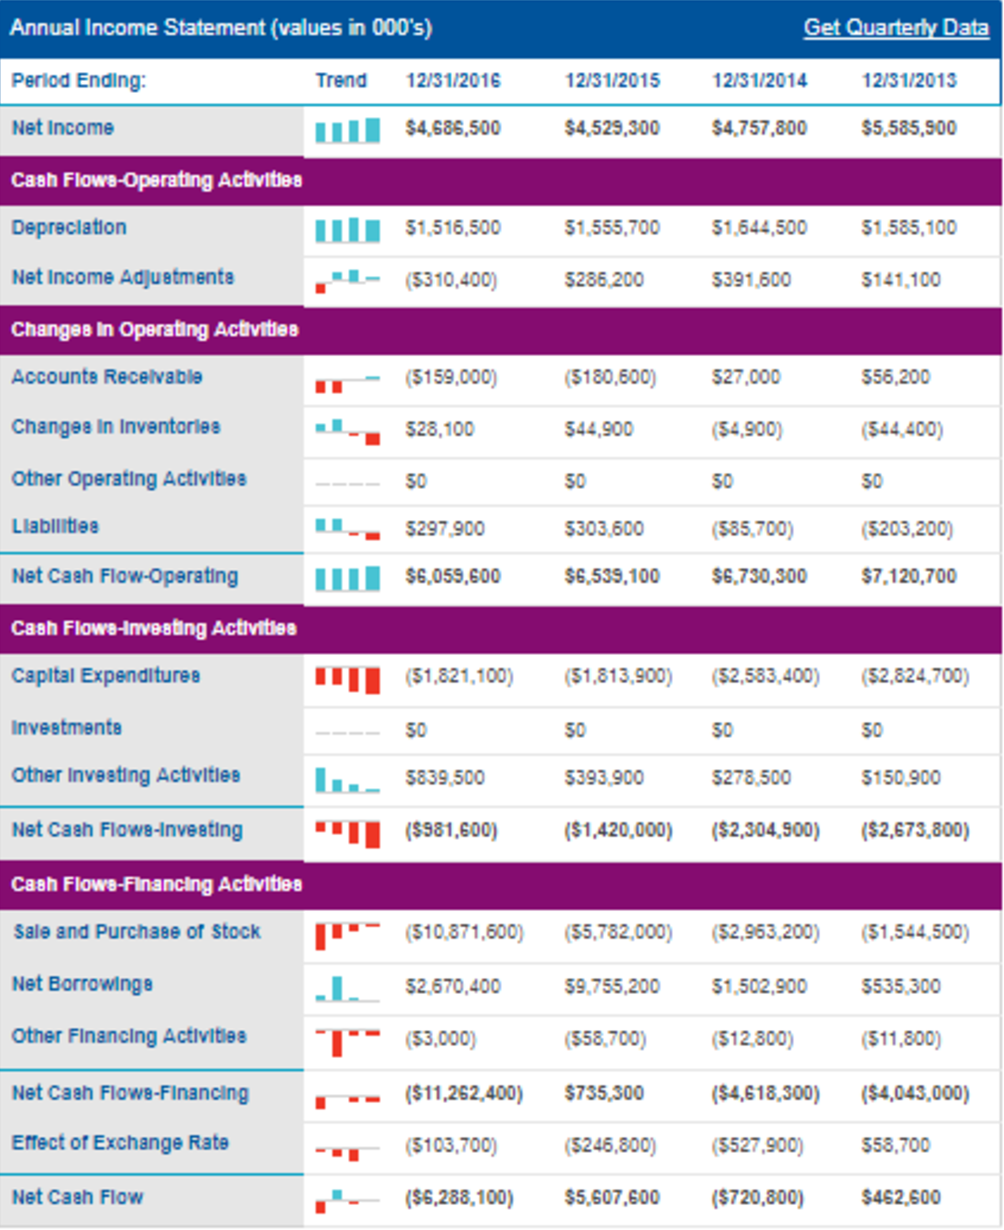 Annual Income Statement (values in 000's) Get Quarterly Data
Period Ending: Trend 12/31/2016 12/31/2015 12/31/2014 12/31/2013
Net Income $4,686,500 $4,529,300 $4,757,800 $5,585,900
Cash Flows-Operating Activities
Depreciation $1,516,500 $1,555,700 $1,644,500 $1,585,100
Net Income Adjustments ($310,400) $286,200 $391,600 $141,100
Changes in Operating Activities
Accounts Receivable ($159,000) ($180,600) $27,000 $56,200
Changes in Inventories $28,100 $44,900 ($4,900) ($44,400)
Other Operating Activities $0 $0 $0 $0
Liabilities $297,900 $303,600 ($85,700) ($203,200)
Net Cash Flow-Operating $6,059,600 $6,539,100 $6,730,300 $7,120,700
Cash Flows-Investing Activities
Capital Expenditures ($1,821,100) ($1,813,900) ($2,583,400) ($2,824,700)
Investments $0 $0 $0 $0
Other Investing Activities $839,500 $393,900 $278,500 $150,900
Net Cash Flows-Investing ($981,600) ($1,420,000) ($2,304,900) ($2,673,800)
Cash Flows-Financing Activities
Sale and Purchase of Stock ($10,871,600) ($5,782,000) ($2,963,200) ($1,544,500)
Net Borrowings $2,670,400 $9,755,200 $1,502,900 $535,300
Other Financing Activities ($3,000) ($58,700) ($12,800) ($11,800)
Net Cash Flows-Financing ($11,262,400) $735,300 ($4,618,300) ($4,043,000)
Effect of Exchange Rate ($103,700) ($246,800) ($527,900) $58,700
Net Cash Flow ($6,288,100) $5,607,600 ($720,800) $462,600